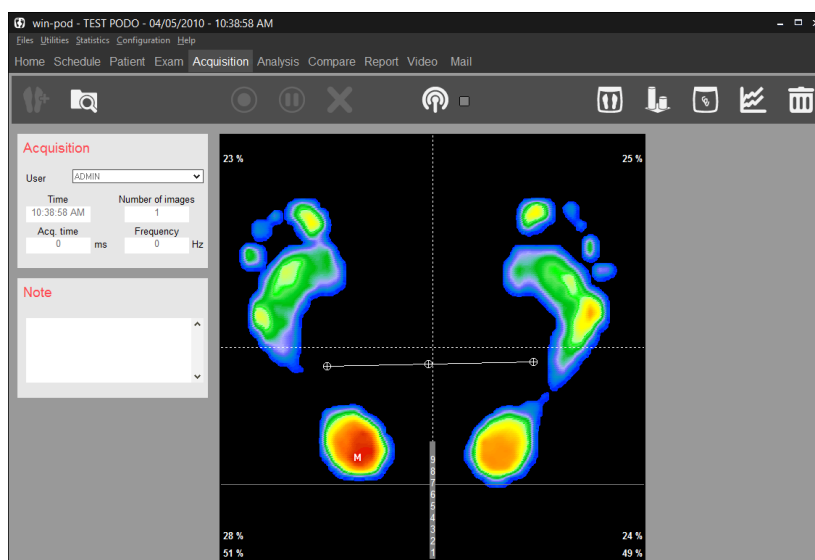 win-pod - TEST PODO - 04/05/2010 - 10:38:58 AM
Files Utilities Statistics Configuration Help
Home Schedule Patient Exam Acquisition Analysis Compare Report Video Mail
Acquisition
User ADMIN
Time Number of images
10:38:58 AM 1
Acq. time Frequency
0 ms 0 Hz
Note
23 % 25 %
M
9
8
7
6
5
4
3
2
1
28 % 24 %
51 % 49 %